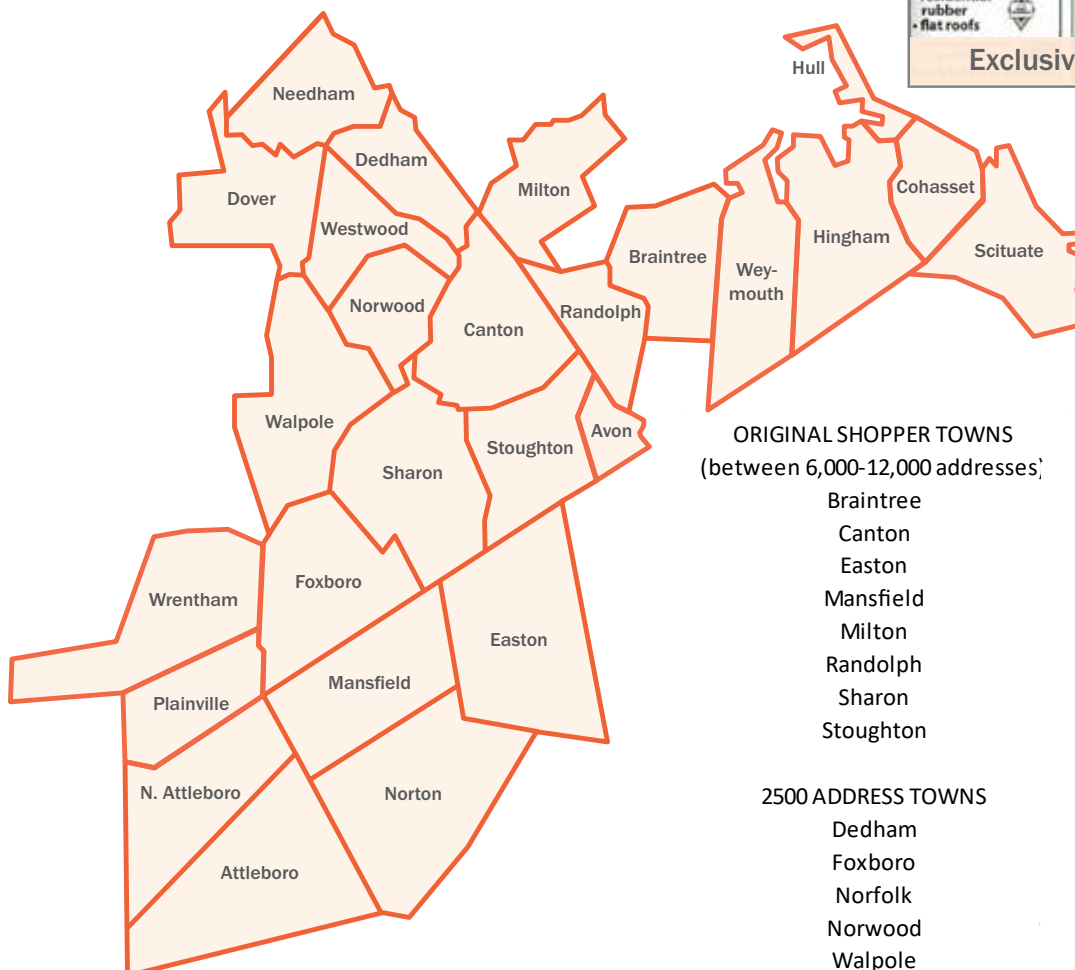 rubber
• flat roofs
Exclusiv
Hull
Needham
Dedham
Milton
Dover
Cohasset
Westwood
Hingham
Scituate
Braintree
Wey-
mouth
Norwood
Randolph
Canton
Walpole
Avon
Stoughton
Sharon
Foxboro
Wrentham
Easton
Mansfield
Plainville
N. Attleboro
Norton
Attleboro
ORIGINAL SHOPPER TOWNS
(between 6,000-12,000 addresses)
Braintree
Canton
Easton
Mansfield
Milton
Randolph
Sharon
Stoughton
2500 ADDRESS TOWNS
Dedham
Foxboro
Norfolk
Norwood
Walpole